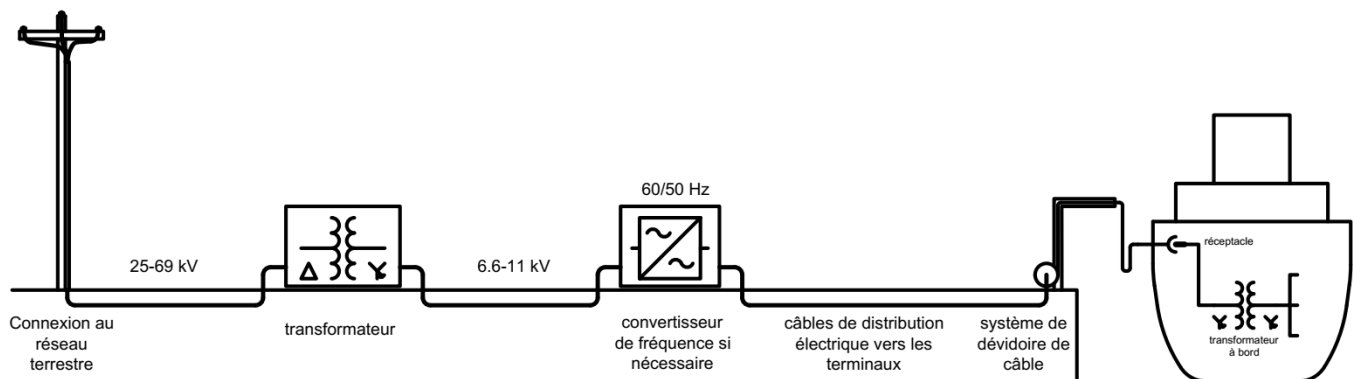 60/50 Hz
25-69 kV
6.6-11 kV
réceptacle
transformateur
à bord
Connexion au
réseau
terrestre
transformateur
convertisseur
de fréquence si
nécessaire
câbles de distribution
électrique vers les
terminaux
système de
dévidoire de
câble